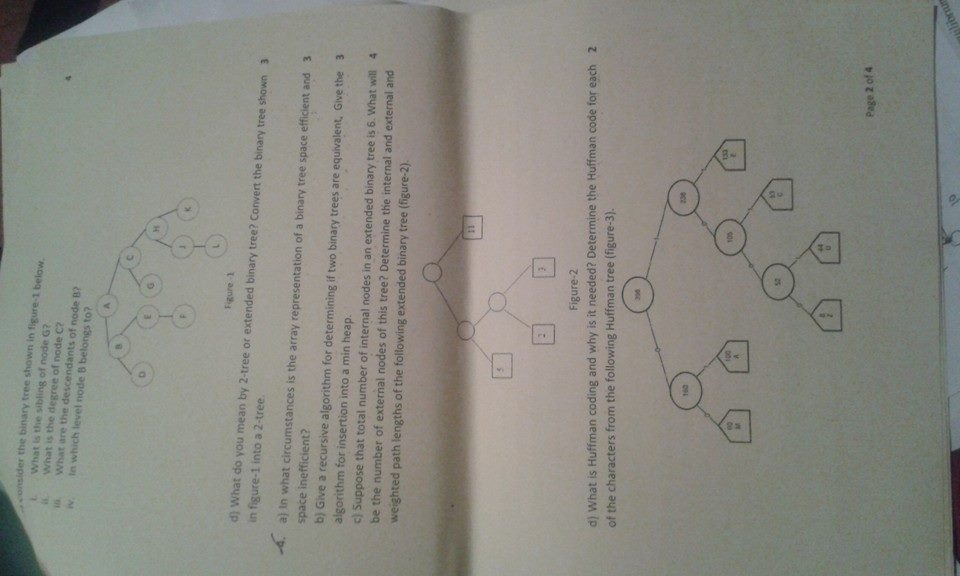 consider the binary tree shown in figure-1 below.
i. What is the sibling of node G?
ii. What is the degree of node C?
iii. What are the descendants of node B?
iv. In which level node B belongs to?
4
A
B
C
D
E
G
H
F
I
K
L
Figure -1
d) What do you mean by 2-tree or extended binary tree? Convert the binary tree shown 3
in figure-1 into a 2-tree.
4. a) In what circumstances is the array representation of a binary tree space efficient and 3
space inefficient?
b) Give a recursive algorithm for determining if two binary trees are equivalent, Give the 3
algorithm for insertion into a min heap.
c) Suppose that total number of internal nodes in an extended binary tree is 6. What will 4
be the number of external nodes of this tree? Determine the internal and external and
weighted path lengths of the following extended binary tree (figure-2).
11
5
2
Figure-2
d) What is Huffman coding and why is it needed? Determine the Huffman code for each 2
of the characters from the following Huffman tree (figure-3).
160
100
A
M
105
C
52
44
8
Z
E
Page 2 of 4